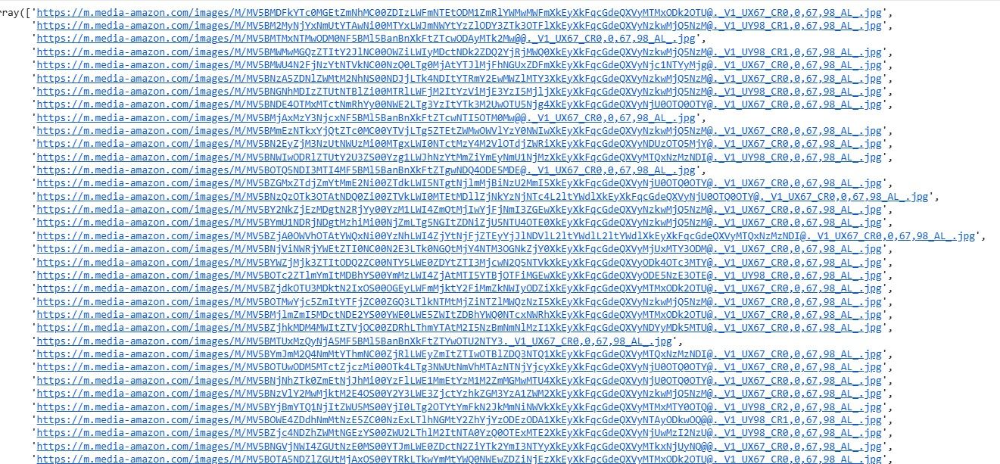 rray(['https://m.media-amazon.com/images/M/MV5BMDFkYTc0MGEtZmNhMC00ZDIzLWFmNTEtODM1ZmRlYWMwMWFmXkEyXkFqcGdeQXVyMTMxODk2OTU@._V1_UX67_CR0,0,67,98_AL_.jpg',
'https://m.media-amazon.com/images/M/MV5BM2MyNjYxNmUtYTAwNi00MTYxLWJmNWYtYzZlODY3ZTk3OTFlXkEyXkFqcGdeQXVyNzkwMjQ5NzM@._V1_UY98_CR1,0,67,98_AL_.jpg',
'https://m.media-amazon.com/images/M/MV5BMTMxNTMwODM0NF5BMl5BanBnXkFtZTcwODAyMTk2Mw@@._V1_UX67_CR0,0,67,98_AL_.jpg',
'https://m.media-amazon.com/images/M/MV5BMWMwMGQzZTItY2JlNC00OWZiLWIyMDctNDk2ZDQ2YjRjMWQ0XkEyXkFqcGdeQXVyNzkwMjQ5NzM@._V1_UY98_CR1,0,67,98_AL_.jpg',
'https://m.media-amazon.com/images/M/MV5BMWU4N2FjNzYtNTVkNC00NzQ0LTg0MjAtYTJlMjFhNGUxZDFmXkEyXkFqcGdeQXVyNjc1NTYyMjg@._V1_UX67_CR0,0,67,98_AL_.jpg',
'https://m.media-amazon.com/images/M/MV5BNzA5ZDNlZWMtM2NhNS00NDJjLTk4NDItYTRmY2EwMWZlMTY3XkEyXkFqcGdeQXVyNzkwMjQ5NzM@._V1_UX67_CR0,0,67,98_AL_.jpg',
'https://m.media-amazon.com/images/M/MV5BNGNhMDIzZTUtNTBlZi00MTRlLWFjM2ItYzViMjE3YzI5MjljXkEyXkFqcGdeQXVyNzkwMjQ5NzM@._V1_UY98_CR0,0,67,98_AL_.jpg',
'https://m.media-amazon.com/images/M/MV5BNDE4OTMxMTctNmRhYy00NWE2LTg3YzItYTk3M2UwOTU5Njg4XkEyXkFqcGdeQXVyNjU0OTQ0OTY@._V1_UX67_CR0,0,67,98_AL_.jpg',
'https://m.media-amazon.com/images/M/MV5BMjAxMzY3NjcxNF5BMl5BanBnXkFtZTcwNTI5OTM0Mw@@._V1_UX67_CR0,0,67,98_AL_.jpg',
'https://m.media-amazon.com/images/M/MV5BMmEzNTkxYjQtZTc0MC00YTVjLTg5ZTEtZWMwOWVlYzY0NWIwXkEyXkFqcGdeQXVyNzkwMjQ5NzM@._V1_UX67_CR0,0,67,98_AL_.jpg',
'https://m.media-amazon.com/images/M/MV5BN2EyZjM3NzUtNWUzMi00MTgxLWI0NTctMzY4M2VlOTdjZWRiXkEyXkFqcGdeQXVyNDUzOTQ5MjY@._V1_UX67_CR0,0,67,98_AL_.jpg',
'https://m.media-amazon.com/images/M/MV5BNWIwODRlZTUtY2U3ZS00Yzg1LWJhNzYtMmZiYmEyNmU1NjMzXkEyXkFqcGdeQXVyMTQxNzMzNDI@._V1_UY98_CR0,0,67,98_AL_.jpg',
'https://m.media-amazon.com/images/M/MV5BOTQ5NDI3MTI4MF5BMl5BanBnXkFtZTgwNDQ4ODE5MDE@._V1_UX67_CR0,0,67,98_AL_.jpg',
'https://m.media-amazon.com/images/M/MV5BZGMxZTdjZmYtMmE2Ni00ZTdkLWI5NTgtNjlmMjBiNzU2MmI5XkEyXkFqcGdeQXVyNjU0OTQ0OTY@._V1_UX67_CR0,0,67,98_AL_.jpg',
'https://m.media-amazon.com/images/M/MV5BNzQzOTk3OTAtNDQ0Zi00ZTVkLWI0MTEtMDllZjNkYzNjNTc4L2ltYWdlXkEyXkFqcGdeQXVyNjU0OTQ0OTY@._V1_UX67_CR0,0,67,98_AL_.jpg',
'https://m.media-amazon.com/images/M/MV5BY2NkZjEzMDgtN2RjYy00YzM1LWI4ZmQtMjIwYjFjNmI3ZGEwXkEyXkFqcGdeQXVyNzkwMjQ5NzM@._V1_UX67_CR0,0,67,98_AL_.jpg',
'https://m.media-amazon.com/images/M/MV5BYmU1NDRjNDgtMzhiMi00NjZmLTg5NGItZDNiZjU5NTU4OTE0XkEyXkFqcGdeQXVyNzkwMjQ5NzM@._V1_UX67_CR0,0,67,98_AL_.jpg',
'https://m.media-amazon.com/images/M/MV5BZjA0OWVhOTAtYWQxNi00YzNhLWI4ZjYtNjFjZTEyYjJlNDVlL2ltYWdlL2ltYWdlXkEyXkFqcGdeQXVyMTQxNzMzNDI@._V1_UX67_CR0,0,67,98_AL_.jpg',
'https://m.media-amazon.com/images/M/MV5BNjViNWRjYWEtZTI0NC00N2E3LTk0NGQtMjY4NTM3OGNkZjY0XkEyXkFqcGdeQXVyMjUxMTY3ODM@._V1_UX67_CR0,0,67,98_AL_.jpg',
'https://m.media-amazon.com/images/M/MV5BYWZjMjk3ZTItODQ2ZC00NTY5LWE0ZDYtZTI3MjcwN2Q5NTVkXkEyXkFqcGdeQXVyODk4OTc3MTY@._V1_UX67_CR0,0,67,98_AL_.jpg',
'https://m.media-amazon.com/images/M/MV5BOTc2ZTlmYmItMDBhYS00YmMzLWI4ZjAtMTI5YTBjOTFiMGEwXkEyXkFqcGdeQXVyODE5NzE3OTE@._V1_UY98_CR0,0,67,98_AL_.jpg',
'https://m.media-amazon.com/images/M/MV5BZjdkOTU3MDktN2IxOS00OGEyLWFmMjktY2FiMmZkNWIyODZiXkEyXkFqcGdeQXVyMTMxODk2OTU@._V1_UX67_CR0,0,67,98_AL_.jpg',
'https://m.media-amazon.com/images/M/MV5BOTMwYjc5ZmItYTFjZC00ZGQ3LTlkNTMtMjZiNTZlMWQzNzI5XkEyXkFqcGdeQXVyNzkwMjQ5NzM@._V1_UX67_CR0,0,67,98_AL_.jpg',
'https://m.media-amazon.com/images/M/MV5BMjlmZmI5MDctNDE2YS00YWE0LWE5ZWItZDBhYWQ0NTcxNWRhXkEyXkFqcGdeQXVyMTMxODk2OTU@._V1_UX67_CR0,0,67,98_AL_.jpg',
'https://m.media-amazon.com/images/M/MV5BZjhkMDM4MWItZTVjOC00ZDRhLThmYTAtM2I5NzBmNmNlMzI1XkEyXkFqcGdeQXVyNDYyMDk5MTU@._V1_UX67_CR0,0,67,98_AL_.jpg',
'https://m.media-amazon.com/images/M/MV5BMTUxMzQyNjA5MF5BMl5BanBnXkFtZTYwOTU2NTY3._V1_UX67_CR0,0,67,98_AL_.jpg',
'https://m.media-amazon.com/images/M/MV5BYmJmM2Q4NmMtYThmNC00ZjRlLWEyZmItZTIwOTBlZDQ3NTQ1XkEyXkFqcGdeQXVyMTQxNzMzNDI@._V1_UX67_CR0,0,67,98_AL_.jpg',
'https://m.media-amazon.com/images/M/MV5BOTUwODM5MTctZjczMi00OTk4LTg3NWUtNmVhMTAzNTNjYjcyXkEyXkFqcGdeQXVyNjU0OTQ0OTY@._V1_UX67_CR0,0,67,98_AL_.jpg',
'https://m.media-amazon.com/images/M/MV5BNjNhZTk0ZmEtNjJhMi00YzFlLWE1MmEtYzM1M2ZmMGMwMTU4XkEyXkFqcGdeQXVyNjU0OTQ0OTY@._V1_UX67_CR0,0,67,98_AL_.jpg',
'https://m.media-amazon.com/images/M/MV5BNzVlY2MwMjktM2E4OS00Y2Y3LWE3ZjctYzhkZGM3YzA1ZWM2XkEyXkFqcGdeQXVyNzkwMjQ5NzM@._V1_UX67_CR0,0,67,98_AL_.jpg',
'https://m.media-amazon.com/images/M/MV5BYjBmYTQ1NjItZWU5MS00YjI0LTg2OTYtYmFkN2JkMmNiNWVkXkEyXkFqcGdeQXVyMTMxMTY0OTQ@._V1_UY98_CR2,0,67,98_AL_.jpg',
'https://m.media-amazon.com/images/M/MV5BOWE4ZDdhNmMtNzE5ZC00NzExLTlhNGMtY2ZhYjYzODEzODA1XkEyXkFqcGdeQXVyNTAyODkwOQ@@._V1_UY98_CR1,0,67,98_AL_.jpg',
'https://m.media-amazon.com/images/M/MV5BZjc4NDZhZWMtNGEzYS00ZWU2LThlM2ItNTA0YzQ0OTExMTE2XkEyXkFqcGdeQXVyNjUwMzI2NzU@._V1_UY98_CR0,0,67,98_AL_.jpg',
'https://m.media-amazon.com/images/M/MV5BNGVjNWI4ZGUtNzE0MS00YTJmLWE0ZDctN2ZiYTk2YmI3NTYyXkEyXkFqcGdeQXVyMTkxNjUyNQ@@._V1_UX67_CR0,0,67,98_AL_.jpg',
'https://m.media-amazon.com/images/M/MV5BOTA5NDZlZGUtMjAxOS00YTRkLTkwYmMtYWQ0NWEwZDZiNjEzXkEyXkFqcGdeQXVyMTMxODk2OTU@._V1_UX67_CR0,0,67,98_AL_.jpg',